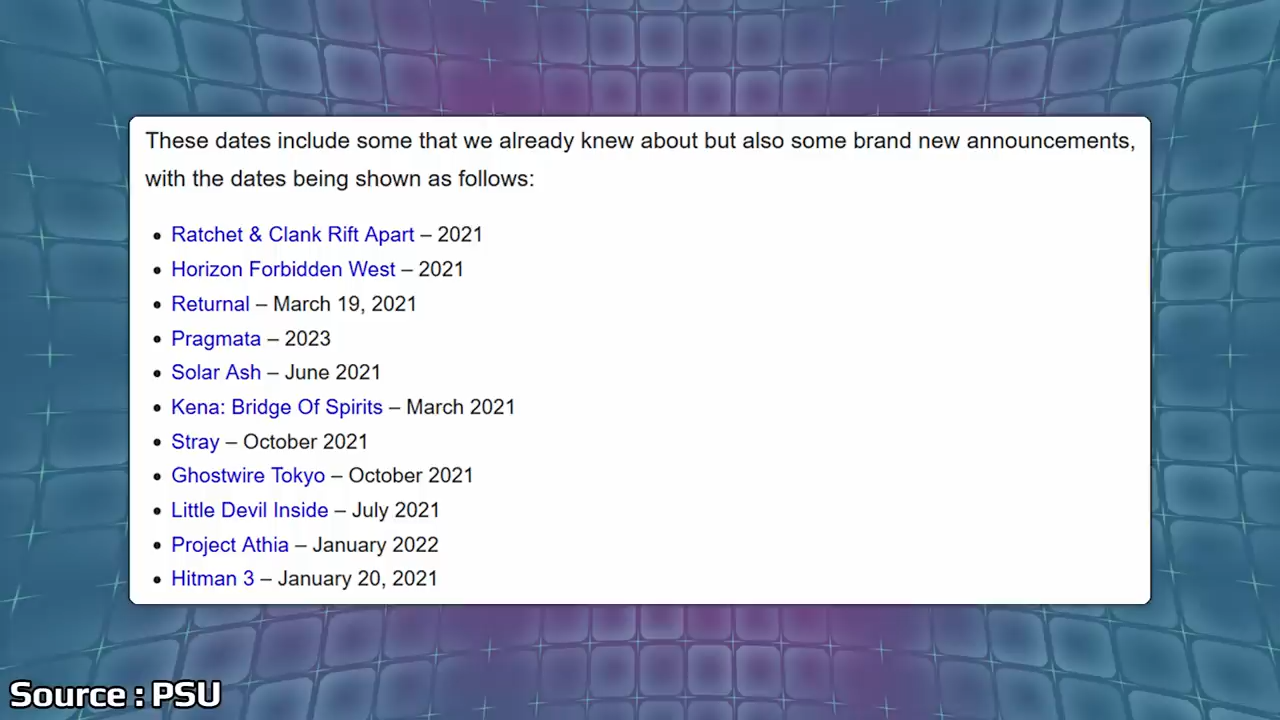 These dates include some that we already knew about but also some brand new announcements,
with the dates being shown as follows:
• Ratchet & Clank Rift Apart – 2021
• Horizon Forbidden West – 2021
• Returnal – March 19, 2021
• Pragmata – 2023
• Solar Ash – June 2021
• Kena: Bridge Of Spirits – March 2021
• Stray – October 2021
• Ghostwire Tokyo – October 2021
• Little Devil Inside – July 2021
• Project Athia – January 2022
• Hitman 3 – January 20, 2021
Source : PSU